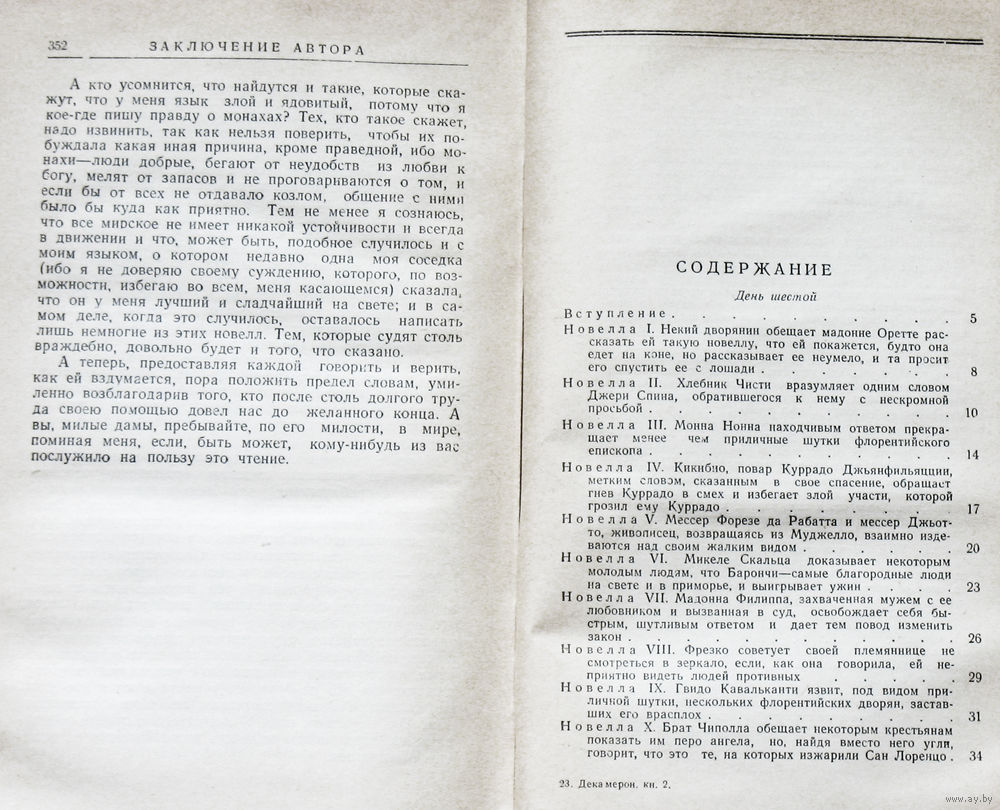 352 ЗАКЛЮЧЕНИЕ АВТОРА
А кто усомнится, что найдутся и такие, которые ска-
жут, что у меня язык злой и ядовитый, потому что я
кое-где пишу правду о монахах? Тех, кто такое скажет,
надо извинить, так как нельзя поверить, чтобы их по-
буждала какая иная причина, кроме праведной, ибо мо-
нахи—люди добрые, бегают от неудобств из любви к
богу, мелят от запасов и не проговариваются о том, и
если бы от всех не отдавало козлом, общение с ними
было бы куда как приятно. Тем не менее я сознаюсь,
что все мирское не имеет никакой устойчивости и всегда
в движении и что, может быть, подобное случилось и с
моим языком, о котором недавно одна моя соседка
(ибо я не доверяю своему суждению, которого, по воз-
можности, избегаю во всем, меня касающемся) сказала,
что он у меня лучший и сладчайший на свете; и в са-
мом деле, когда это случилось, оставалось написать
лишь немногие из этих новелл. Тем, которые судят столь
враждебно, довольно будет и того, что сказано.
А теперь, предоставляя каждой говорить и верить,
как ей вздумается, пора положить предел словам, уми-
ленно возблагодарив того, кто после столь долгого тру-
да своею помощью довел нас до желанного конца. А
вы, милые дамы, пребывайте, по его милости, в мире,
поминая меня, если, быть может, кому-нибудь из вас
послужило на пользу это чтение.
СОДЕРЖАНИЕ
День шестой
Вступление . . . . . . . . . . 5
Новелла I. Некий дворянин обещает мадонне Оретте рас-
сказать ей такую новеллу, что ей покажется, будто она
едет на коне, но рассказывает ее неумело, и та просит
его спустить ее с лошади . . . . . . . 8
Новелла II. Хлебник Чисти вразумляет одним словом
Джери Спина, обратившегося к нему с нескромной
просьбой . . . . . . . . . . . 10
Новелла III. Монна Нонна находчивым ответом прекра-
щает менее чем приличные шутки флорентийского
епископа . . . . . . . . . . . 14
Новелла IV. Кикибио, повар Куррадо Джьянфильяцции,
метким словом, сказанным в свое спасение, обращает
гнев Куррадо в смех и избегает злой участи, которой
грозил ему Куррадо . . . . . . . . 17
Новелла V. Мессер Форезе да Рабатта и мессер Джьот-
то, живописец, возвращаясь из Муджелло, взаимно изде-
ваются над своим жалким видом . . . . . . 20
Новелла VI. Микеле Скальца доказывает некоторым
молодым людям, что Барончи—самые благородные люди
на свете и в приморье, и выигрывает ужин . . . . 23
Новелла VII. Мадонна Филиппа, захваченная мужем с ее
любовником и вызванная в суд, освобождает себя бы-
стрым, шутливым ответом и дает тем повод изменить
закон . . . . . . . . . . . . 26
Новелла VIII. Фрезко советует своей племяннице не
смотреться в зеркало, если, как она говорила, ей не-
приятно видеть людей противных . . . . . 29
Новелла IX. Гвидо Кавальканти язвит, под видом при-
личной шутки, нескольких флорентийских дворян, застав-
ших его врасплох . . . . . . . . . 31
Новелла X. Брат Чиполла обещает некоторым крестьянам
показать им перо ангела, но, найдя вместо него угли,
говорит, что это те, на которых изжарили Сан Лоренцо . 34
23. Декамерон. кн. 2.
www.ay.by